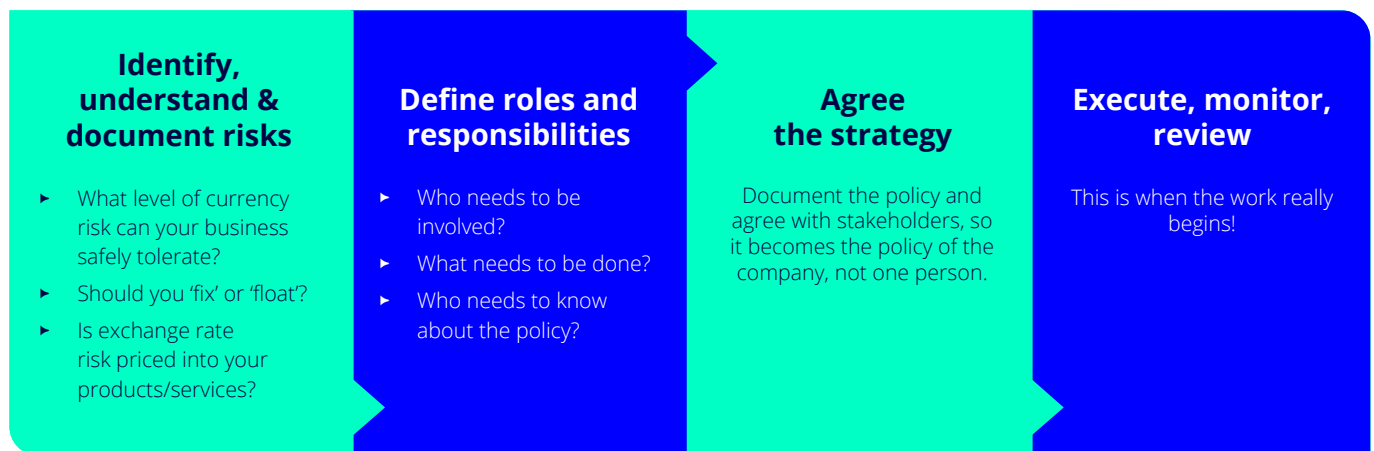 Identify,
understand &
document risks
► What level of currency
risk can your business
safely tolerate?
► Should you ‘fix’ or ‘float’?
► Is exchange rate
risk priced into your
products/services?
Define roles and
responsibilities
► Who needs to be
involved?
► What needs to be done?
► Who needs to know
about the policy?
Agree
the strategy
Document the policy and
agree with stakeholders, so
it becomes the policy of the
company, not one person.
Execute, monitor,
review
This is when the work really
begins!